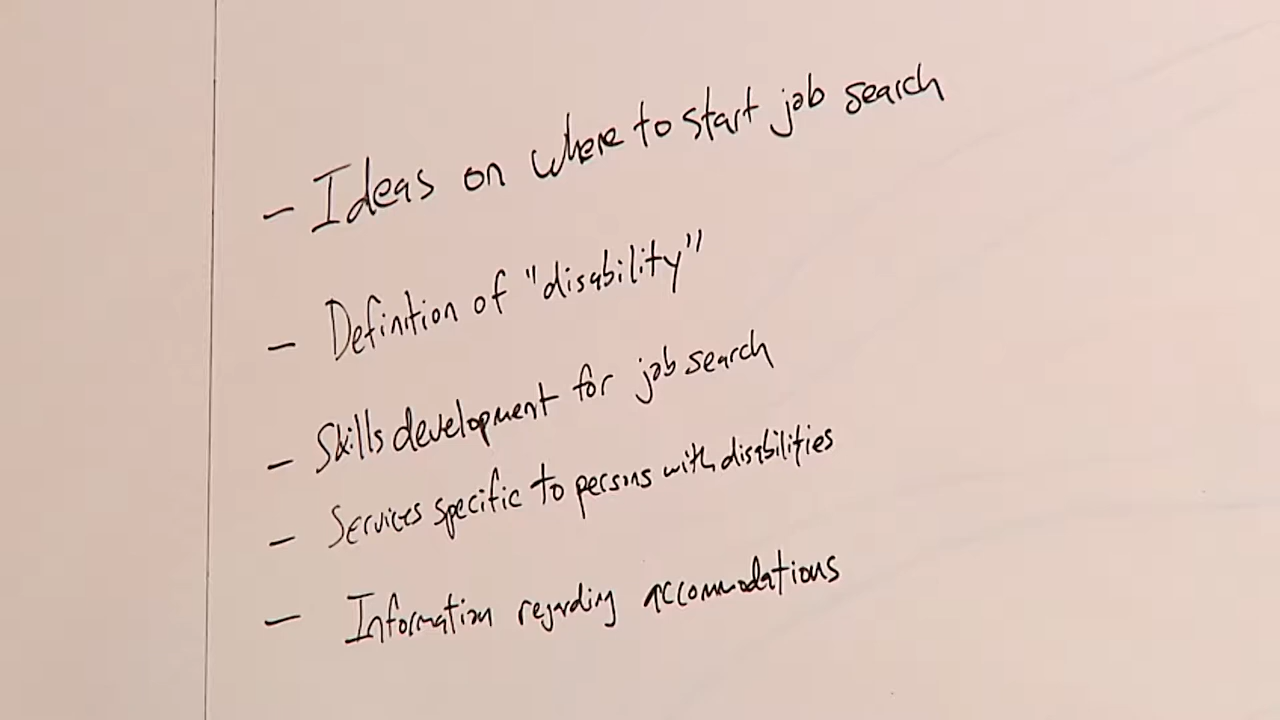 - Ideas on where to start job search
- Definition of "disability"
- Skills development for job search
- Services specific to persons with disabilities
- Information regarding accommodations